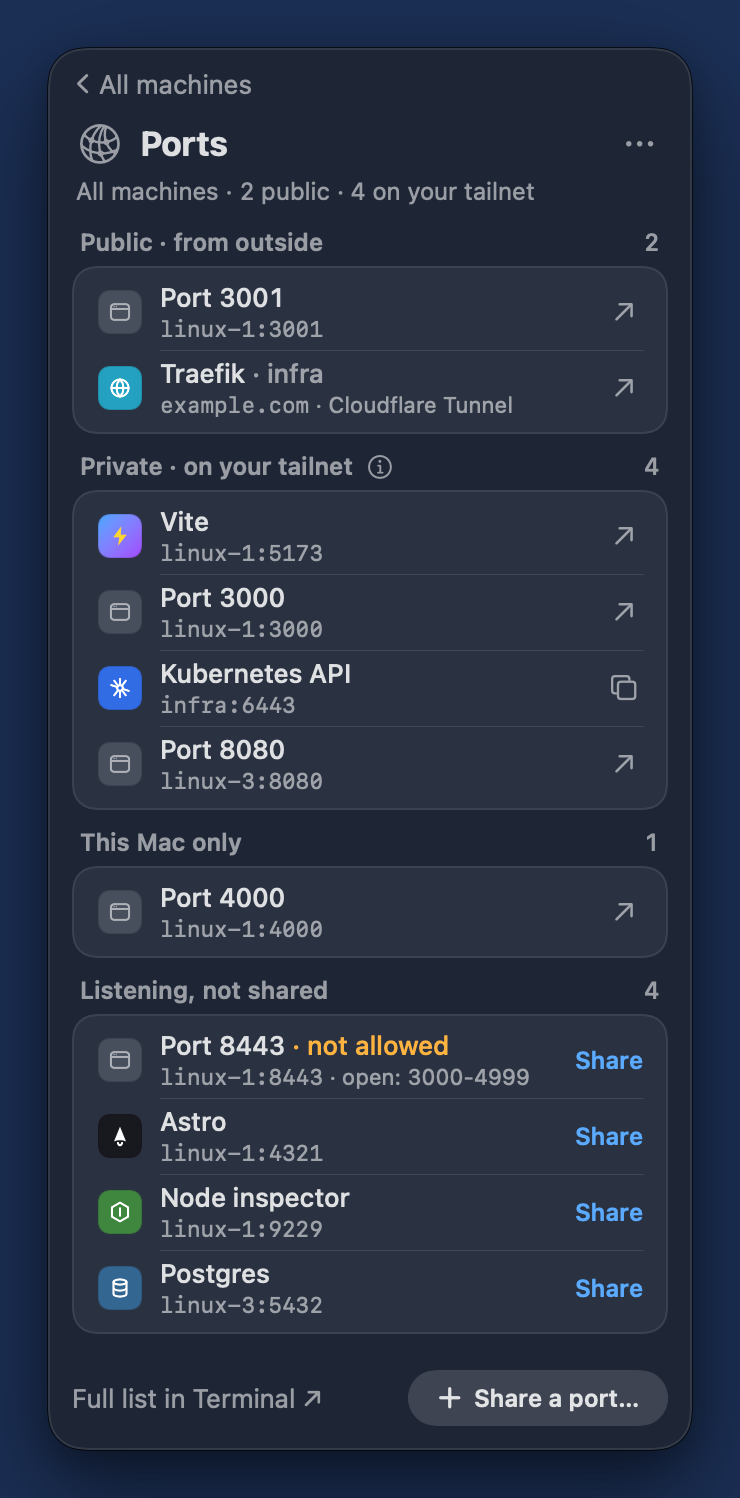 All machines
Ports
All machines · 2 public · 4 on your tailnet
Public · from outside 2
Port 3001
linux-1:3001
Traefik · infra
example.com · Cloudflare Tunnel
Private · on your tailnet 4
Vite
linux-1:5173
Port 3000
linux-1:3000
Kubernetes API
infra:6443
Port 8080
linux-3:8080
This Mac only 1
Port 4000
linux-1:4000
Listening, not shared 4
Port 8443 · not allowed
linux-1:8443 · open: 3000-4999
Share
Astro
linux-1:4321
Share
Node inspector
linux-1:9229
Share
Postgres
linux-3:5432
Share
Full list in Terminal
Share a port...